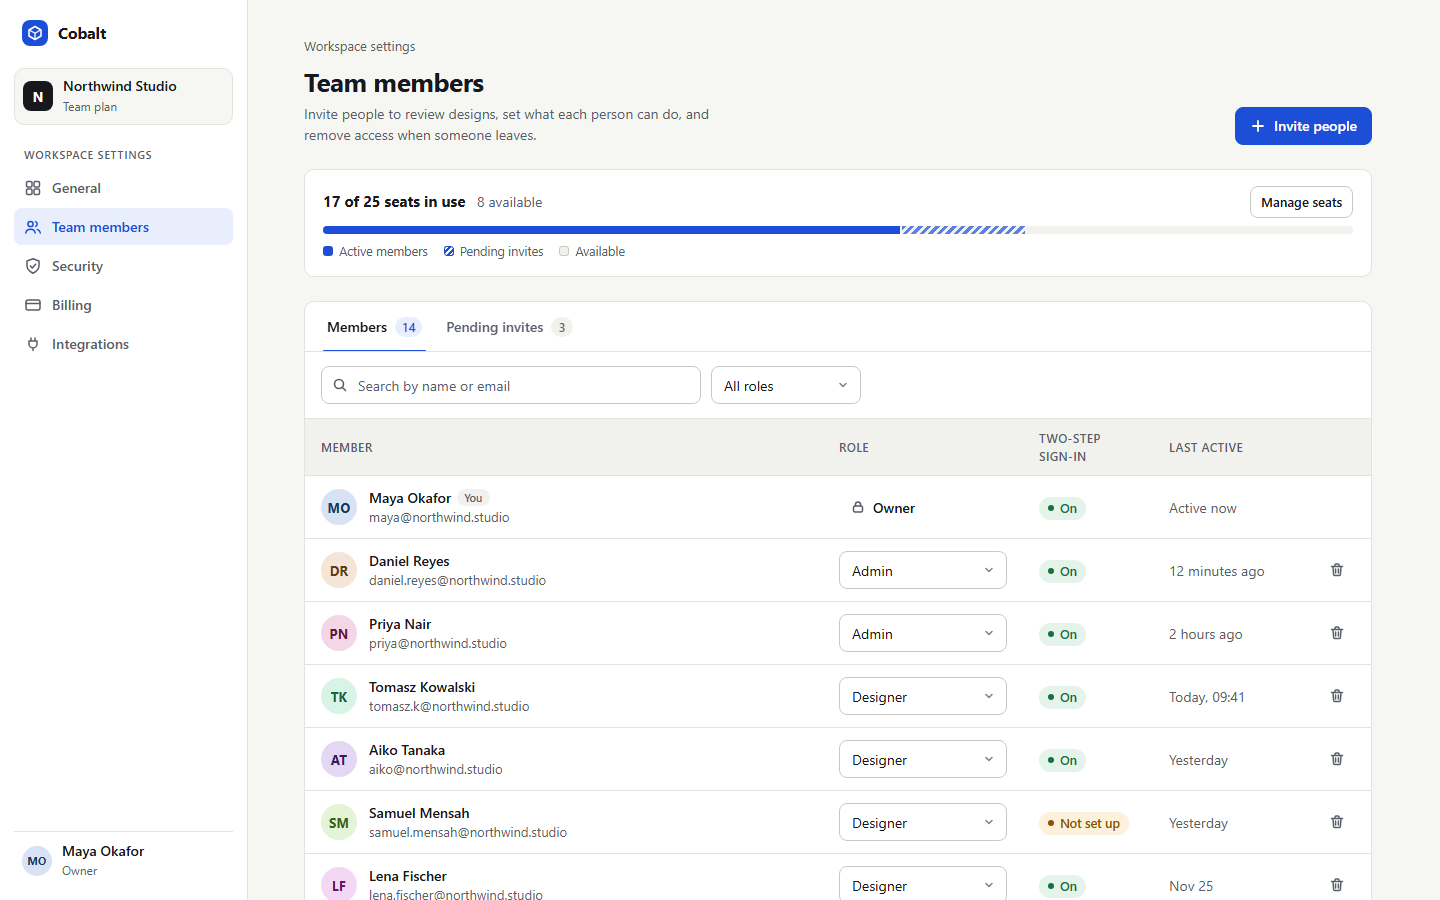 Cobalt
N
Northwind Studio
Team plan
WORKSPACE SETTINGS
General
Team members
Security
Billing
Integrations
MO
Maya Okafor
Owner
Workspace settings
Team members
Invite people to review designs, set what each person can do, and
remove access when someone leaves.
Invite people
17 of 25 seats in use 8 available
Manage seats
Active members Pending invites Available
Members 14 Pending invites 3
Search by name or email
All roles
MEMBER ROLE TWO-STEP SIGN-IN LAST ACTIVE
MO Maya Okafor You
maya@northwind.studio
Owner On Active now
DR Daniel Reyes
daniel.reyes@northwind.studio
Admin On 12 minutes ago
PN Priya Nair
priya@northwind.studio
Admin On 2 hours ago
TK Tomasz Kowalski
tomasz.k@northwind.studio
Designer On Today, 09:41
AT Aiko Tanaka
aiko@northwind.studio
Designer On Yesterday
SM Samuel Mensah
samuel.mensah@northwind.studio
Designer Not set up Yesterday
LF Lena Fischer
lena.fischer@northwind.studio
Designer On Nov 25